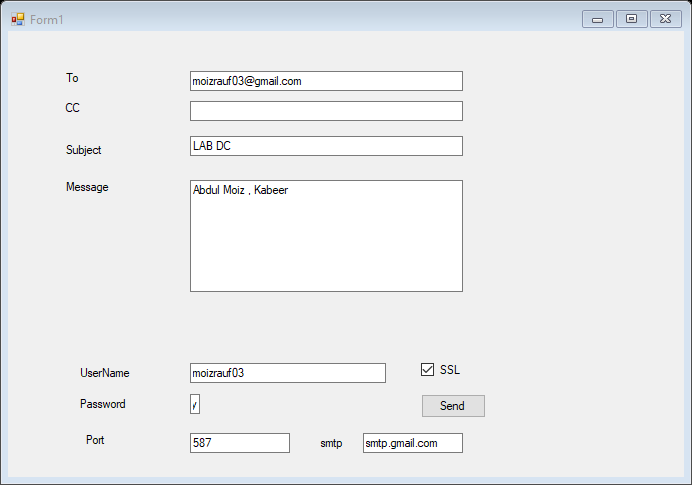 Form1
To
moizrauf03@gmail.com
CC
Subject
LAB DC
Message
Abdul Moiz , Kabeer
UserName
moizrauf03
SSL
Password
Send
Port
587
smtp
smtp.gmail.com